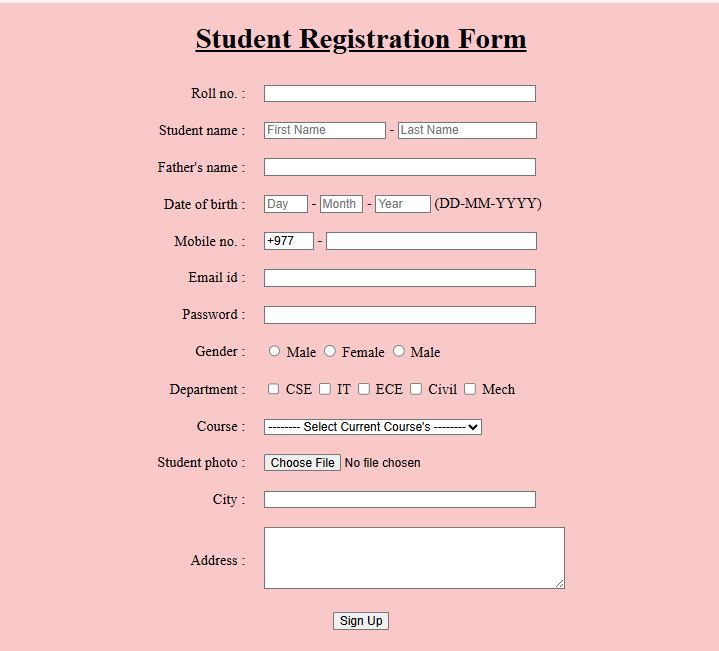 Student Registration Form
Roll no. :
Student name : First Name - Last Name
Father's name :
Date of birth : Day - Month - Year (DD-MM-YYYY)
Mobile no. : +977 -
Email id :
Password :
Gender : Male Female Male
Department : CSE IT ECE Civil Mech
Course : -------- Select Current Course's --------
Student photo : Choose File No file chosen
City :
Address :
Sign Up